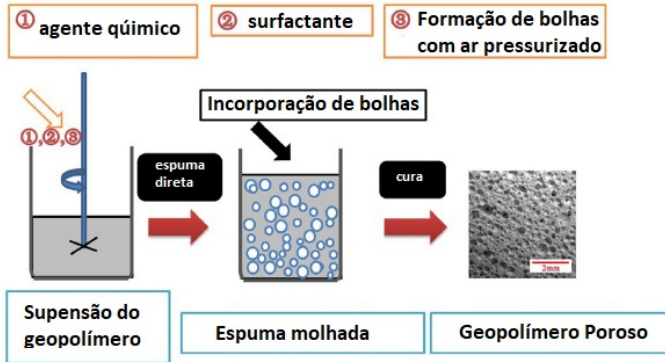 ① agente qúimico
② surfactante
③ Formação de bolhas
com ar pressurizado
Incorporação de bolhas
①,②,③
espuma
direta
cura
2mm
Supensão do
geopolímero
Espuma molhada
Geopolímero Poroso